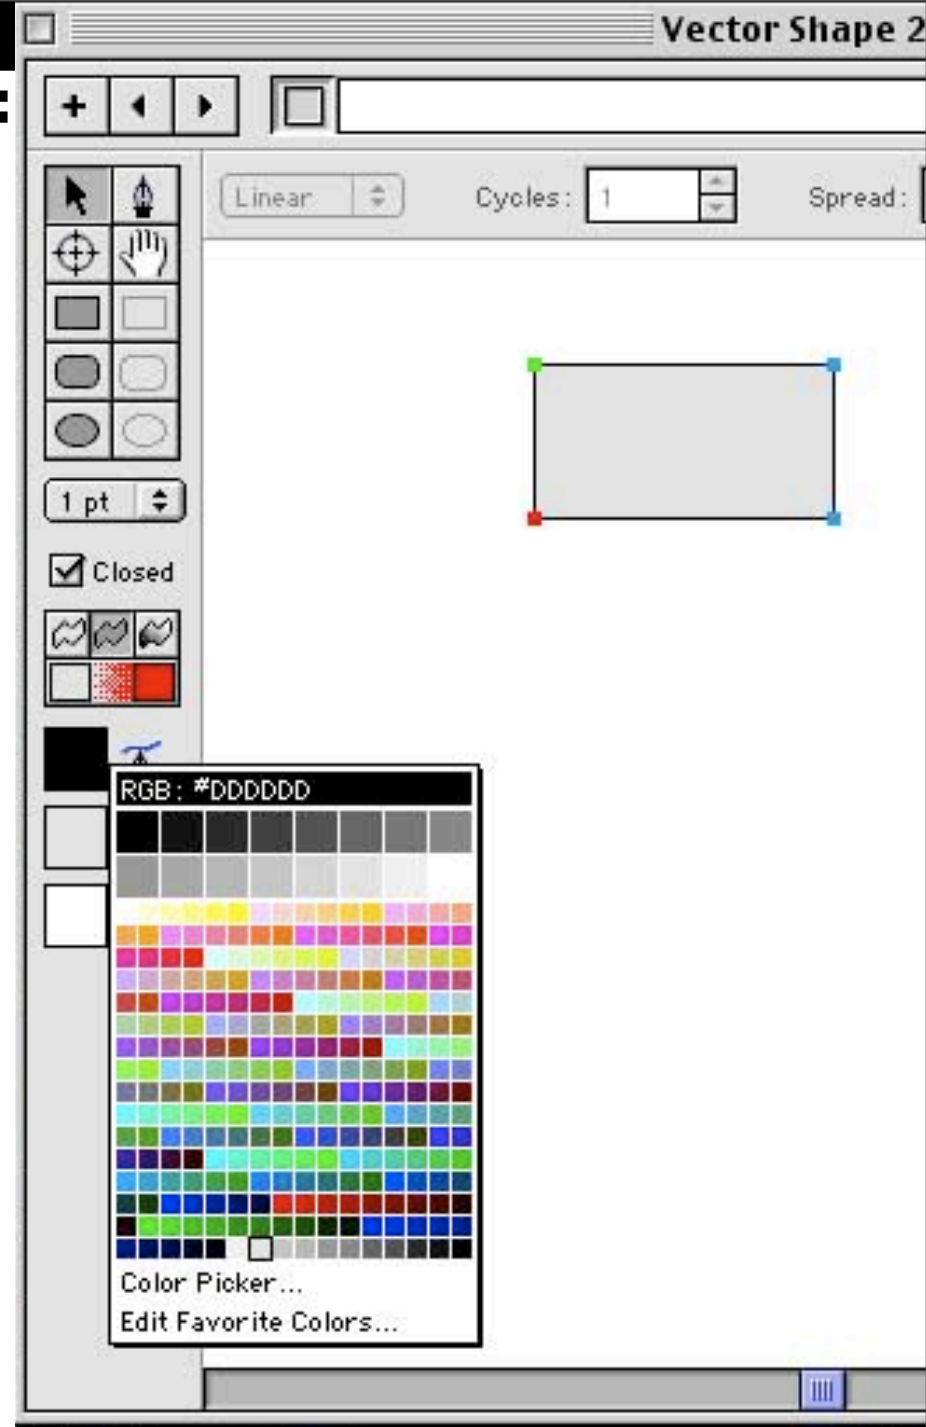 Vector Shape 2
Linear
Cycles: 1
Spread:
1 pt
Closed
RGB: #DDDDDD
Color Picker...
Edit Favorite Colors...